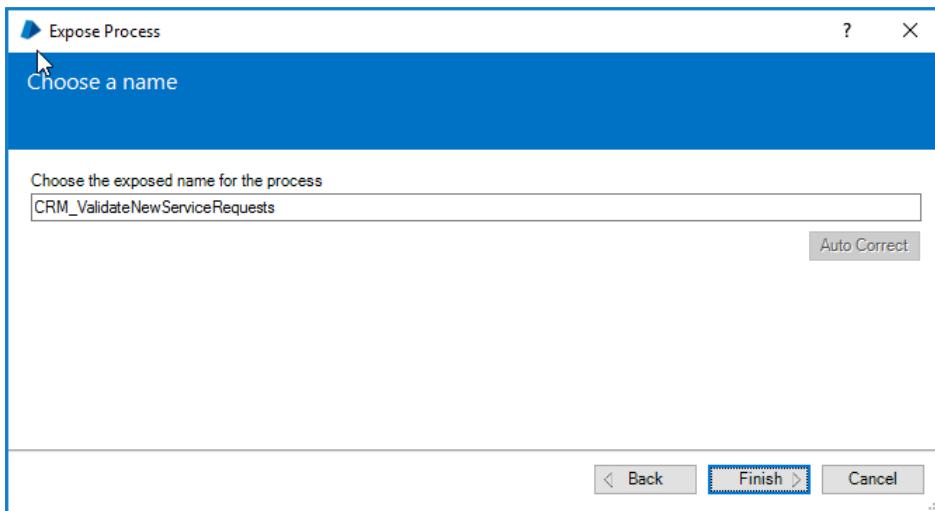 Expose Process ?
Choose a name
Choose the exposed name for the process
CRM_ValidateNewServiceRequests
Auto Correct
Back Finish Cancel